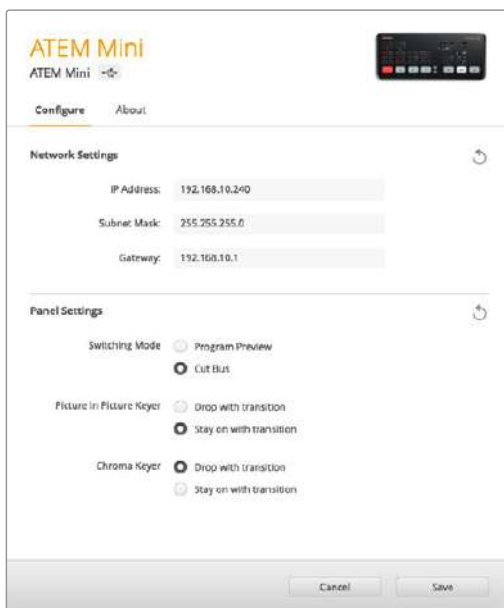 ATEM Mini
ATEM Mini
Configure About
Network Settings
IP Address: 192.168.10.240
Subnet Mask: 255.255.255.0
Gateway: 192.168.10.1
Panel Settings
Switching Mode Program Preview
Cut Bus
Picture in Picture Keyer Drop with transition
Stay on with transition
Chroma Keyer Drop with transition
Stay on with transition
Cancel Save